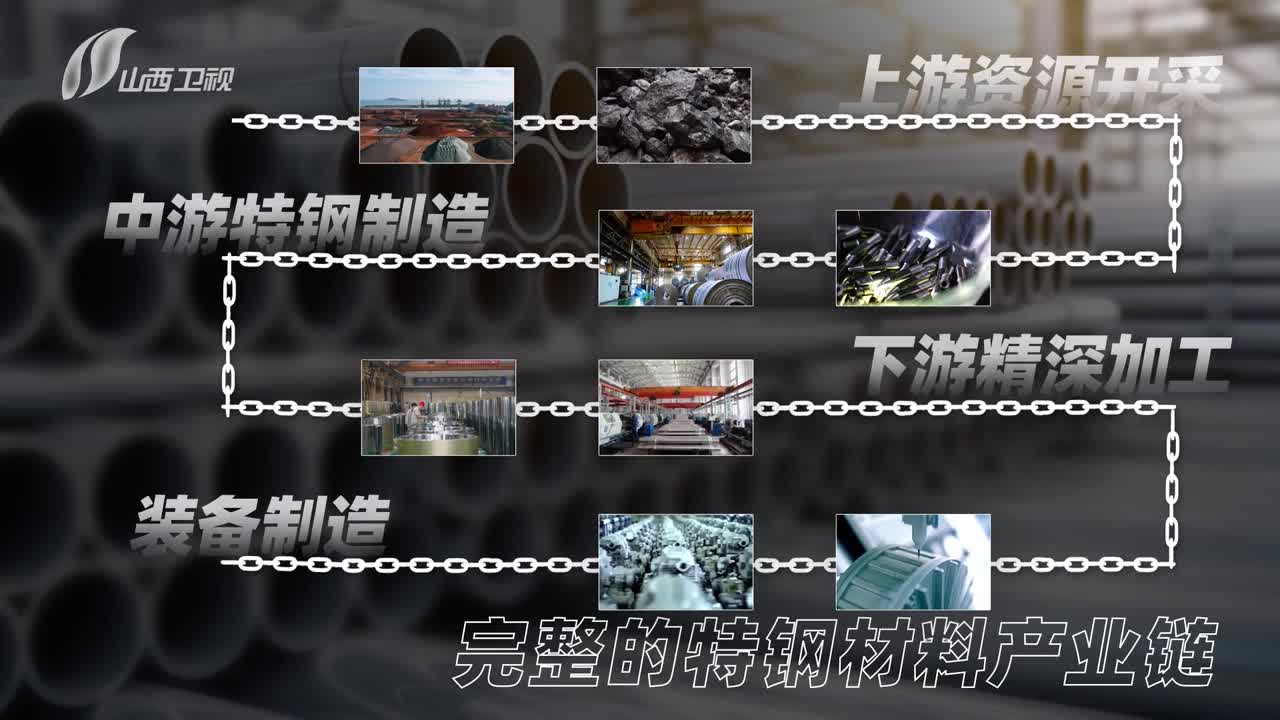 山西卫视
上游资源开采
中游特钢制造
下游精深加工
装备制造
完整的特钢材料产业链